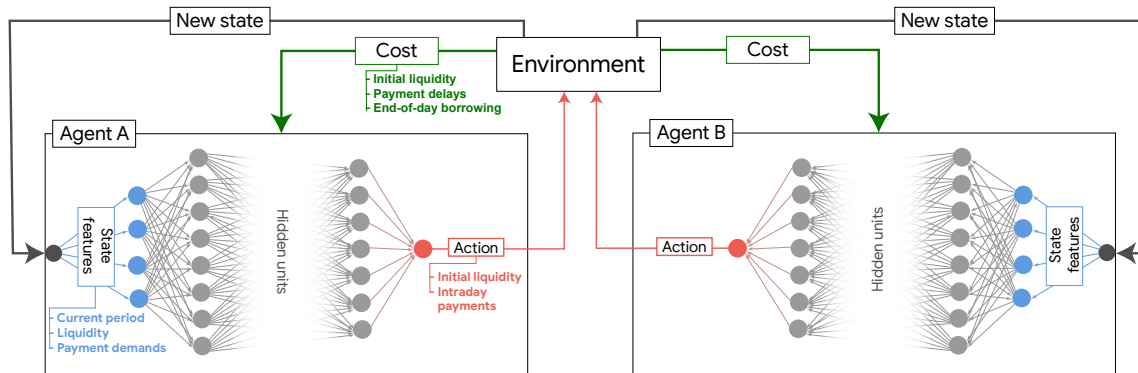 New state
New state
Cost
Environment
Cost
Initial liquidity
Payment delays
End-of-day borrowing
Agent A
Agent B
State
features
Hidden units
Action
Initial liquidity
Intraday
payments
Current period
Liquidity
Payment demands
Action
Hidden units
State
features